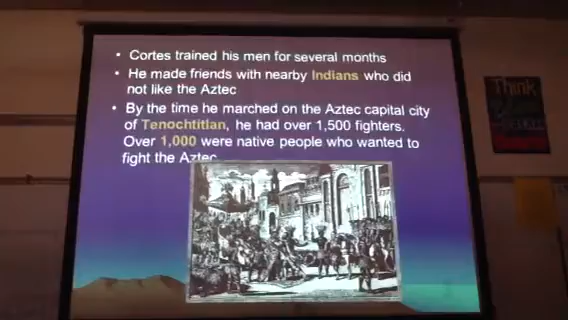 • Cortes trained his men for several months
• He made friends with nearby Indians who did
not like the Aztec
• By the time he marched on the Aztec capital city
of Tenochtitlan, he had over 1,500 fighters.
Over 1,000 were native people who wanted to
fight the Aztec
Think